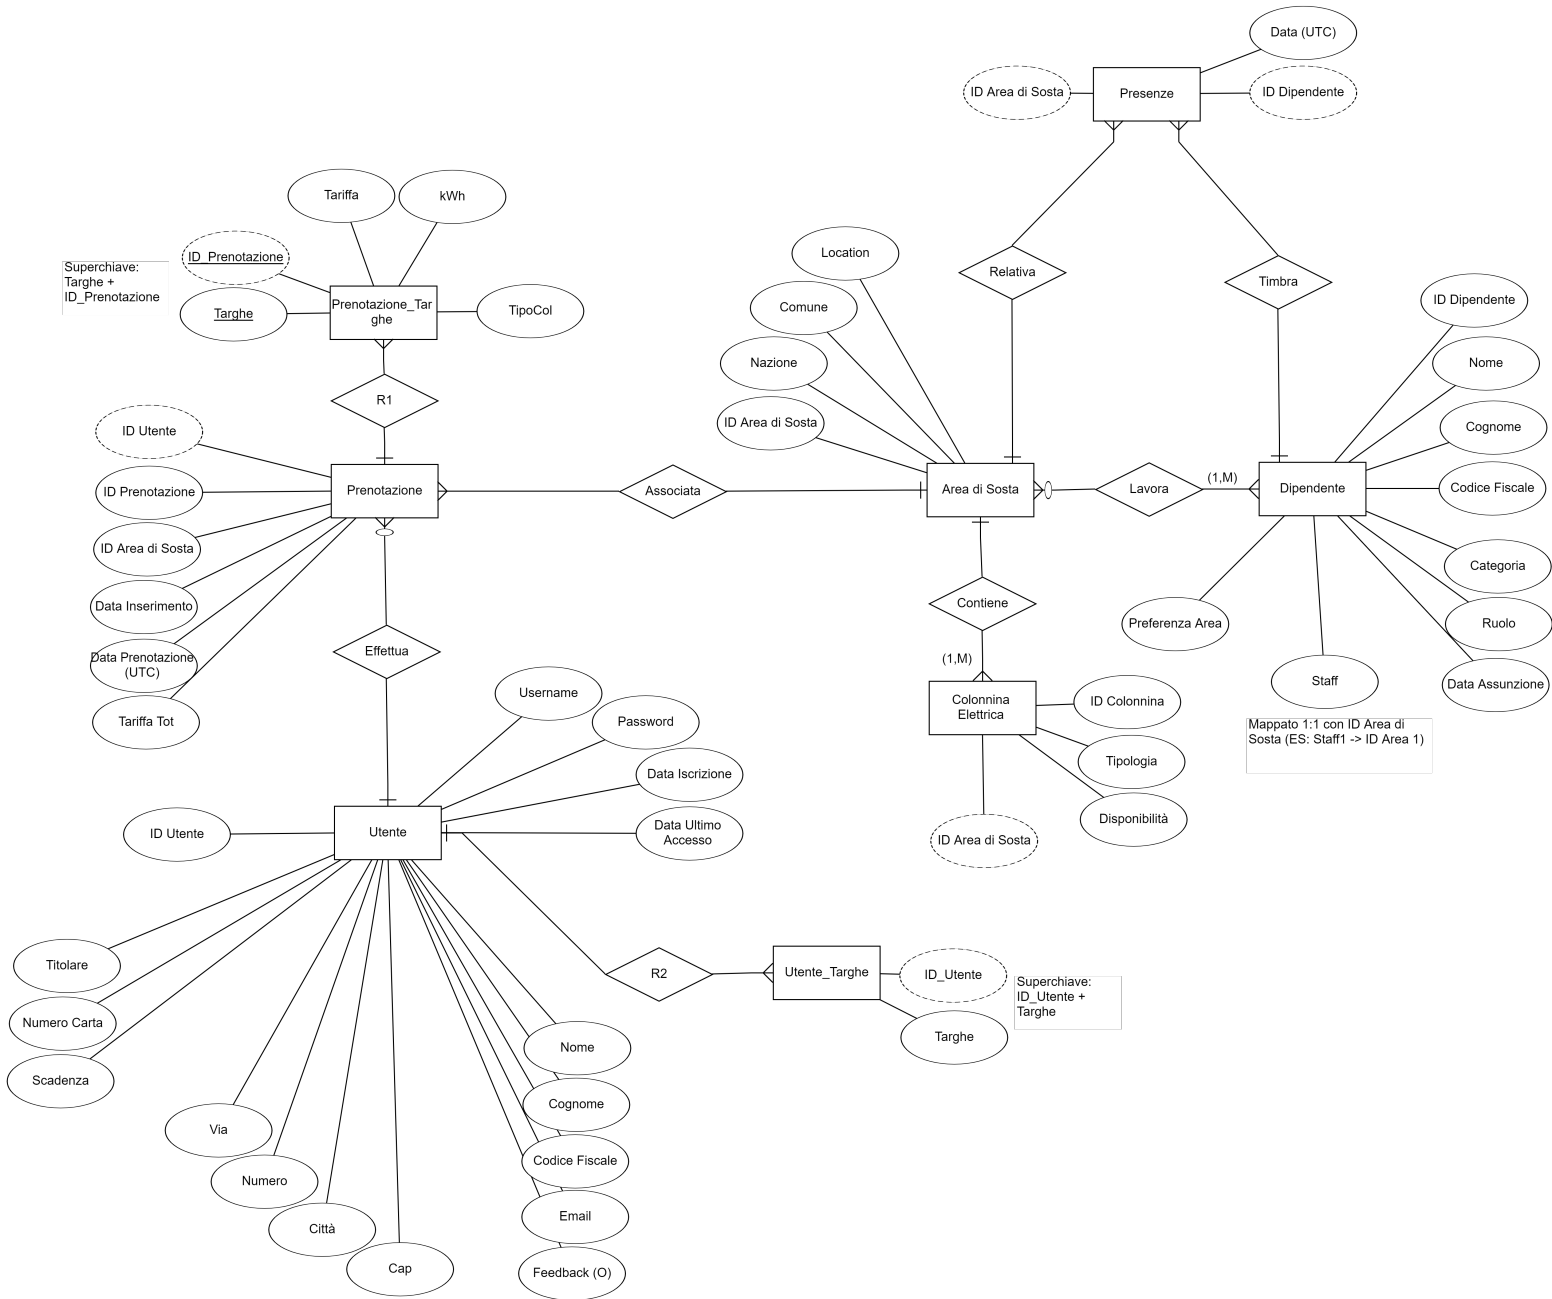 Data (UTC)
ID Area di Sosta
Presenze
ID Dipendente
Tariffa
kWh
ID_Prenotazione
Superchiave:
Targhe +
ID_Prenotazione
Targhe
Prenotazione_Tar
ghe
TipoCol
Location
Relativa
Timbra
Comune
ID Dipendente
Nazione
Nome
R1
ID Area di Sosta
Cognome
ID Utente
ID Prenotazione
Prenotazione
Associata
Area di Sosta
Lavora
(1,M)
Dipendente
Codice Fiscale
ID Area di Sosta
Categoria
Data Inserimento
Contiene
Preferenza Area
Ruolo
Data Prenotazione
(UTC)
Effettua
(1,M)
Staff
Data Assunzione
Tariffa Tot
Username
Password
Colonnina
Elettrica
ID Colonnina
Mappato 1:1 con ID Area di
Sosta (ES: Staff1 -> ID Area 1)
Data Iscrizione
Tipologia
Disponibilità
ID Utente
Utente
Data Ultimo
Accesso
ID Area di Sosta
Titolare
R2
Utente_Targhe
ID_Utente
Superchiave:
ID_Utente +
Targhe
Numero Carta
Targhe
Nome
Scadenza
Cognome
Via
Codice Fiscale
Numero
Email
Città
Cap
Feedback (O)